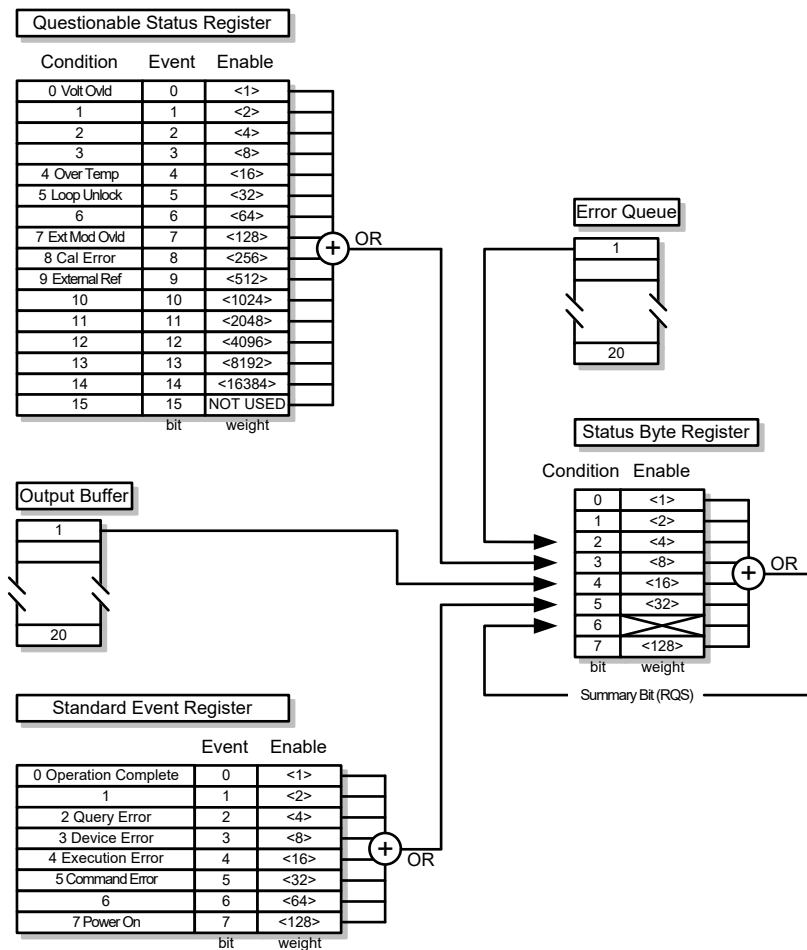 Questionable Status Register
Condition Event Enable
0 Volt Ovld 0 <1>
1 1 <2>
2 2 <4>
3 3 <8>
4 Over Temp 4 <16>
5 Loop Unlock 5 <32>
6 6 <64>
7 Ext Mod Ovld 7 <128>
8 Cal Error 8 <256>
9 External Ref 9 <512>
10 10 <1024>
11 11 <2048>
12 12 <4096>
13 13 <8192>
14 14 <16384>
15 15 NOT USED
bit weight
+ OR
Error Queue
1
20
Output Buffer
1
20
Status Byte Register
Condition Enable
0 <1>
1 <2>
2 <4>
3 <8>
4 <16>
5 <32>
6
7 <128>
bit weight
+ OR
Summary Bit (RQS)
Standard Event Register
Event Enable
0 Operation Complete 0 <1>
1 1 <2>
2 Query Error 2 <4>
3 Device Error 3 <8>
4 Execution Error 4 <16>
5 Command Error 5 <32>
6 6 <64>
7 Power On 7 <128>
bit weight
+ OR